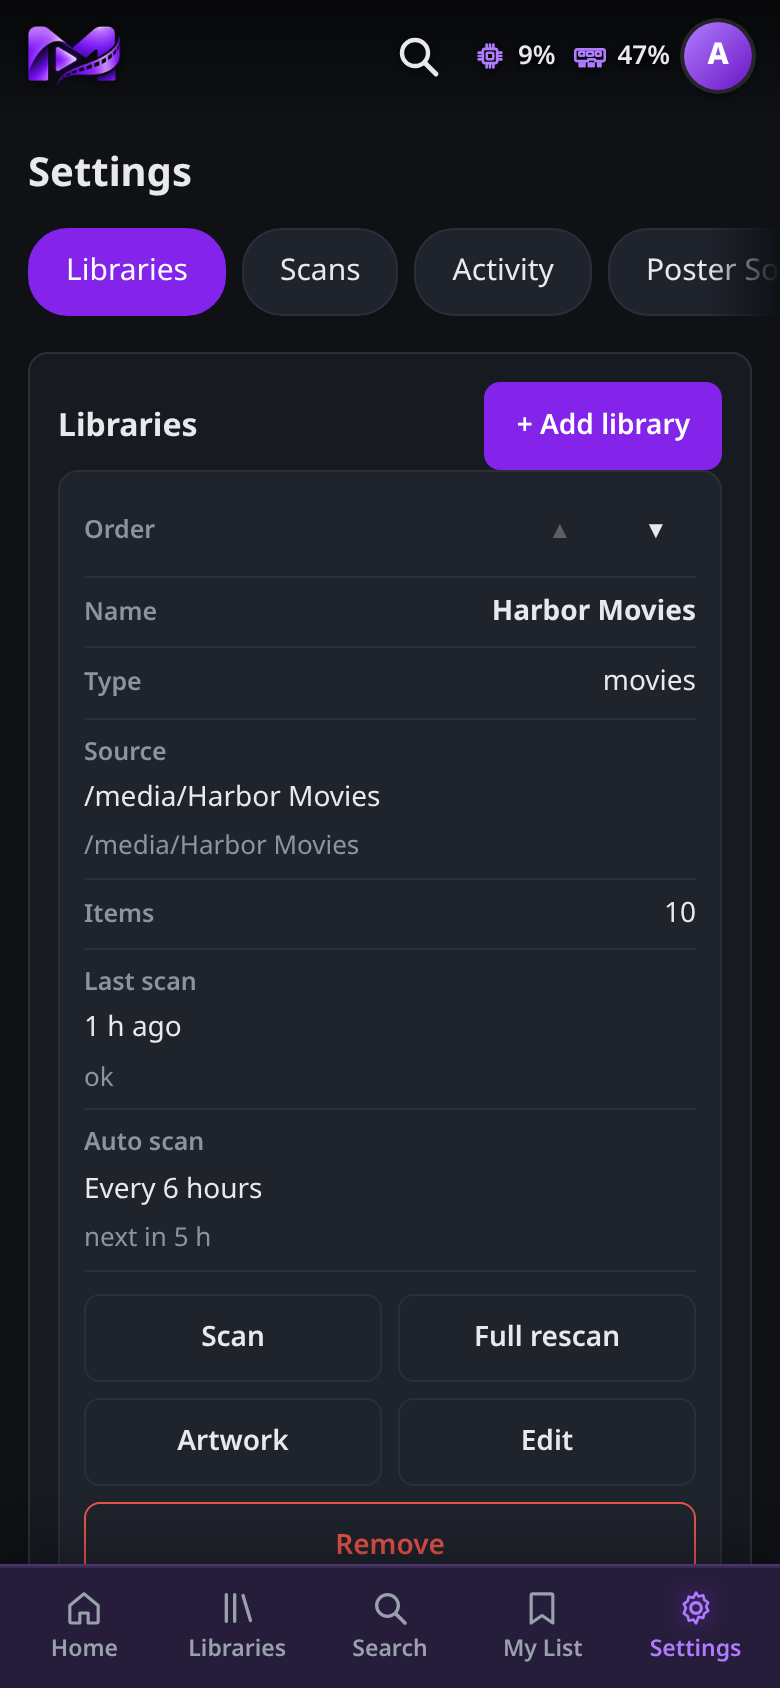 9% 47% A
Settings
Libraries Scans Activity Poster So
Libraries + Add library
Order ▲ ▼
Name Harbor Movies
Type movies
Source
/media/Harbor Movies
/media/Harbor Movies
Items 10
Last scan
1 h ago
ok
Auto scan
Every 6 hours
next in 5 h
Scan Full rescan
Artwork Edit
Remove
Home Libraries Search My List Settings